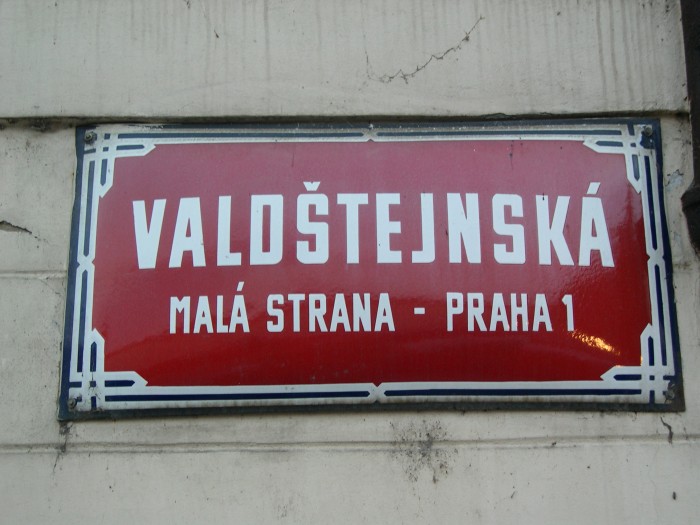 VALDŠTEJNSKÁ
MALÁ STRANA - PRAHA 1